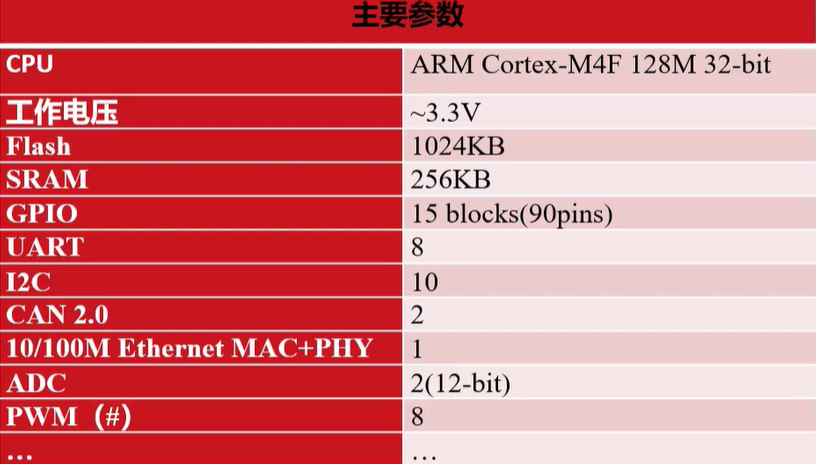 主要参数
CPU ARM Cortex-M4F 128M 32-bit
工作电压 ~3.3V
Flash 1024KB
SRAM 256KB
GPIO 15 blocks(90pins)
UART 8
I2C 10
CAN 2.0 2
10/100M Ethernet MAC+PHY 1
ADC 2(12-bit)
PWM（#） 8
… …